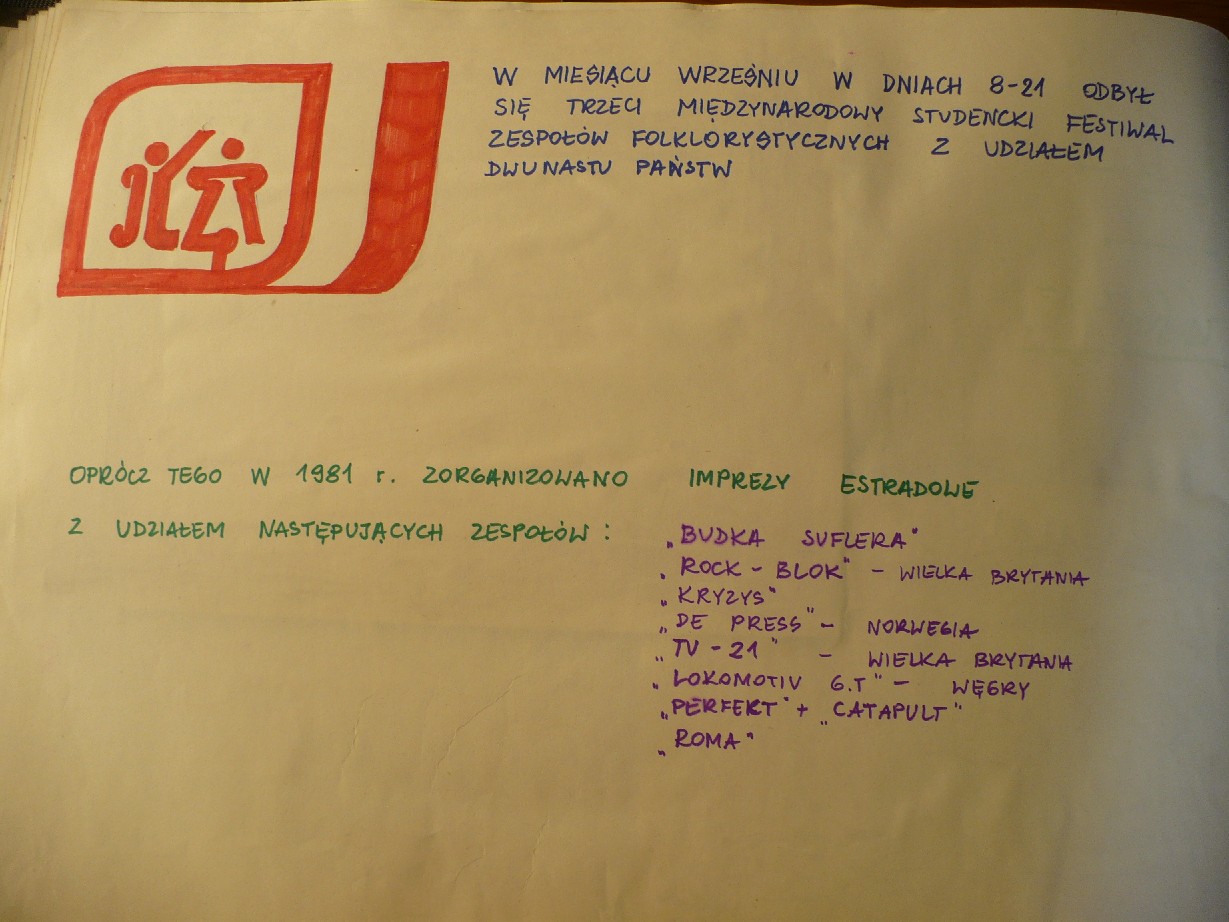 W MIESIĄCU WRZEŚNIU W DNIACH 8-21 ODBYŁ
SIĘ TRZECI MIĘDZYNARODOWY STUDENCKI FESTIWAL
ZESPOŁÓW FOLKLORYSTYCZNYCH Z UDZIAŁEM
DWUNASTU PAŃSTW
OPRÓCZ TEGO W 1981 r. ZORGANIZOWANO IMPREZY ESTRADOWE
Z UDZIAŁEM NASTĘPUJĄCYCH ZESPOŁÓW:
„BUDKA SUFLERA"
„ROCK - BLOK" - WIELKA BRYTANIA
„KRYZYS"
„DE PRESS" - NORWEGIA
„TV - 21" - WIELKA BRYTANIA
„LOKOMOTIV G.T" - WĘGRY
„PERFEKT" + „CATAPULT"
„ROMA"